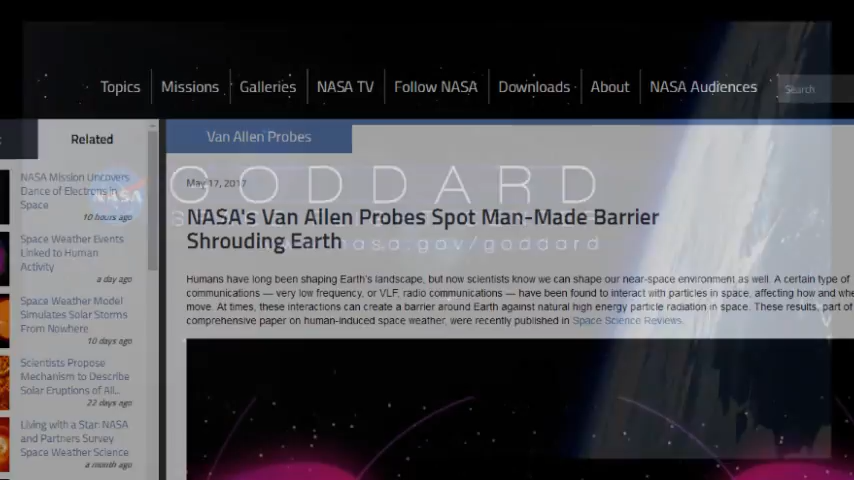 Topics
Missions
Galleries
NASA TV
Follow NASA
Downloads
About
NASA Audiences
Search
Related
NASA Mission Uncovers
Dance of Electrons in
Space
10 hours ago
Space Weather Events
Linked to Human
Activity
a day ago
Space Weather Model
Simulates Solar Storms
From Nowhere
10 days ago
Scientists Propose
Mechanism to Describe
Solar Eruptions of All...
22 days ago
Living with a Star: NASA
and Partners Survey
Space Weather Science
a month ago
Van Allen Probes
NASA
GODDARD
May 17, 2017
NASA's Van Allen Probes Spot Man-Made Barrier
Shrouding Earth
nasa.gov/goddard
Humans have long been shaping Earth's landscape, but now scientists know we can shape our near-space environment as well. A certain type of
communications — very low frequency, or VLF, radio communications — have been found to interact with particles in space, affecting how and
move. At times, these interactions can create a barrier around Earth against natural high energy particle radiation in space. These results, part of
comprehensive paper on human-induced space weather, were recently published in Space Science Reviews.